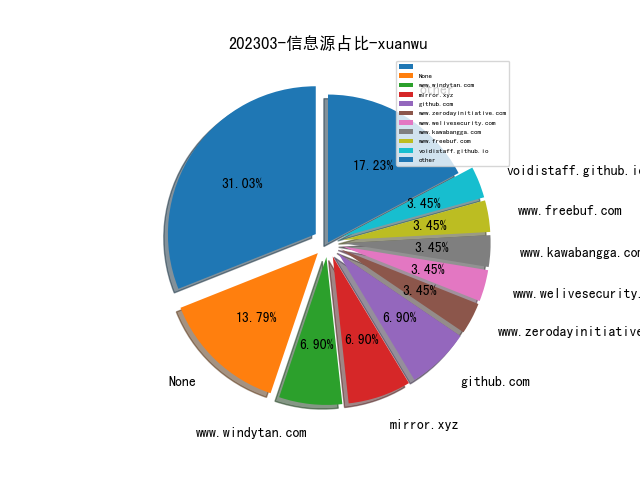 202303-信息源占比-xuanwu
None
www.windytan.com
mirror.xyz
github.com
www.zerodayinitiative.com
www.welivesecurity.com
www.kawabangga.com
www.freebuf.com
voidistaff.github.io
other
other
31.03%
17.23%
3.45%
3.45%
3.45%
3.45%
3.45%
13.79%
6.90%
6.90%
6.90%
voidistaff.github.io
www.freebuf.com
www.kawabangga.com
www.welivesecurity.
www.zerodayinitiative
github.com
mirror.xyz
www.windytan.com
None